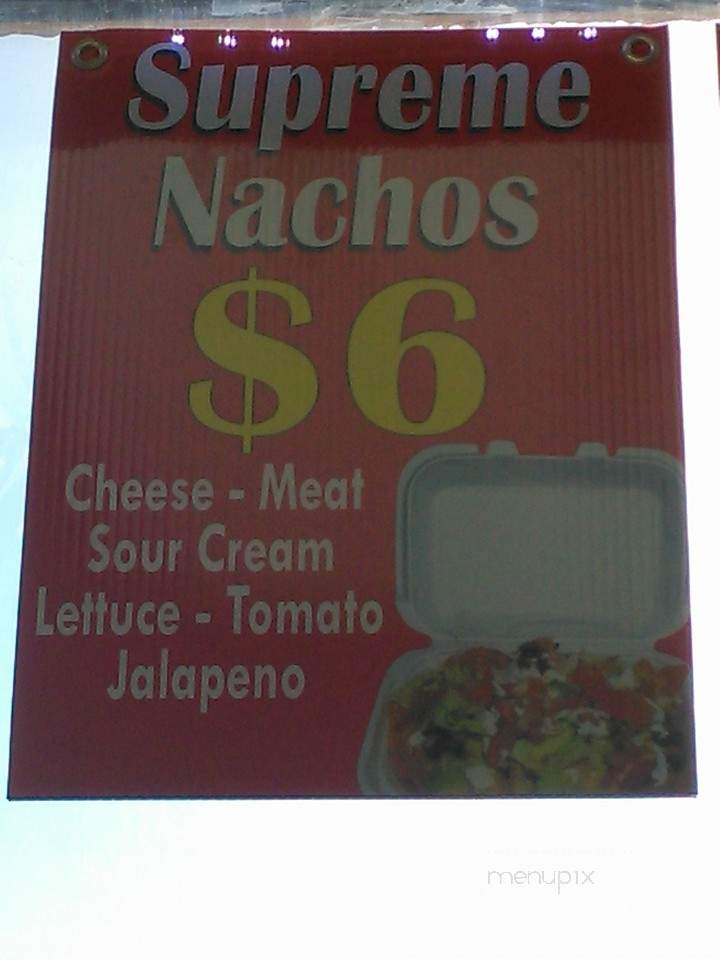 Supreme
Nachos
$6
Cheese - Meat
Sour Cream
Lettuce - Tomato
Jalapeno
menupix